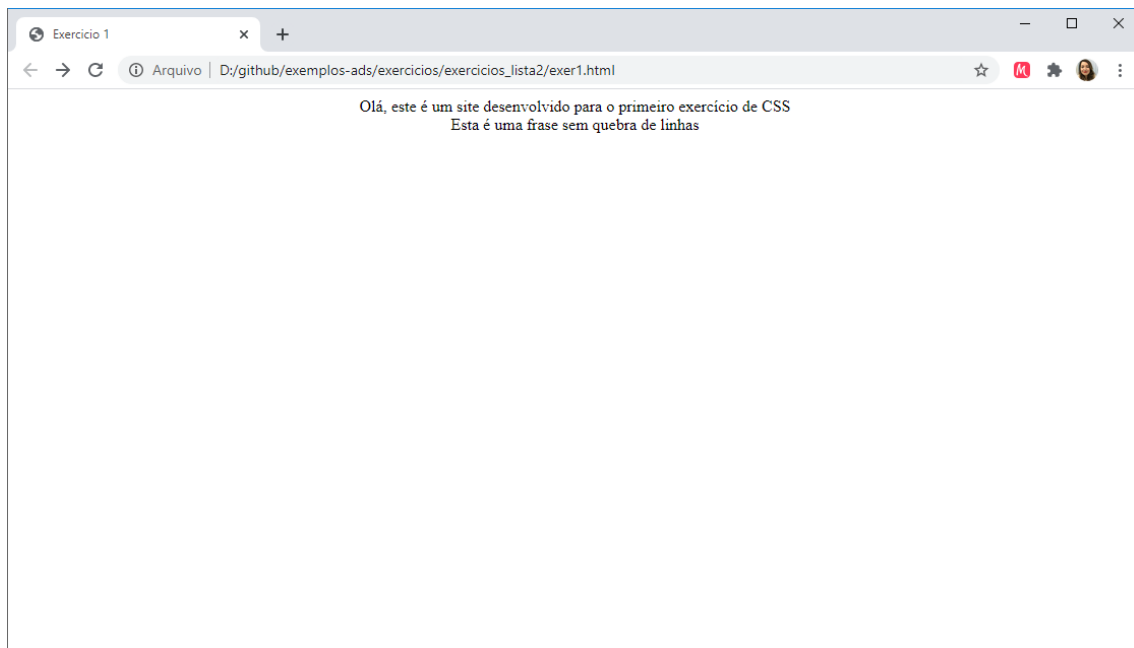 Exercicio 1
Arquivo | D:/github/exemplos-ads/exercicios/exercicios_lista2/exer1.html
M
Olá, este é um site desenvolvido para o primeiro exercício de CSS
Esta é uma frase sem quebra de linhas